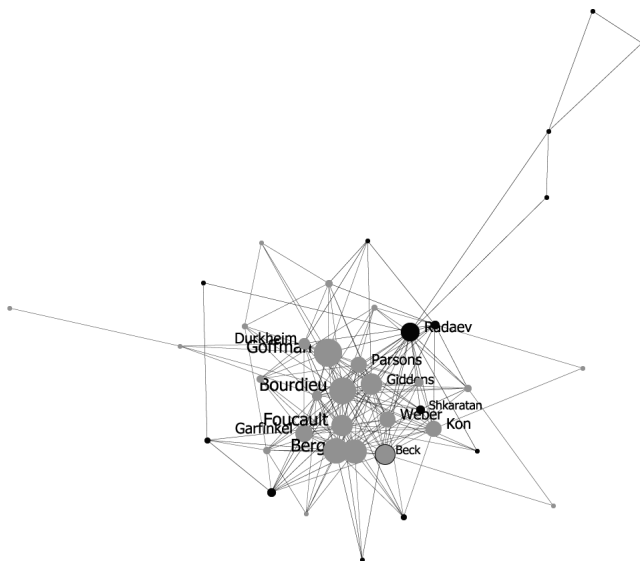 Radaev
Durkheim
Goffman
Parsons
Giddens
Bourdieu
Shkaratan
Weber
Foucault
Kon
Garfinkel
Berg
Beck